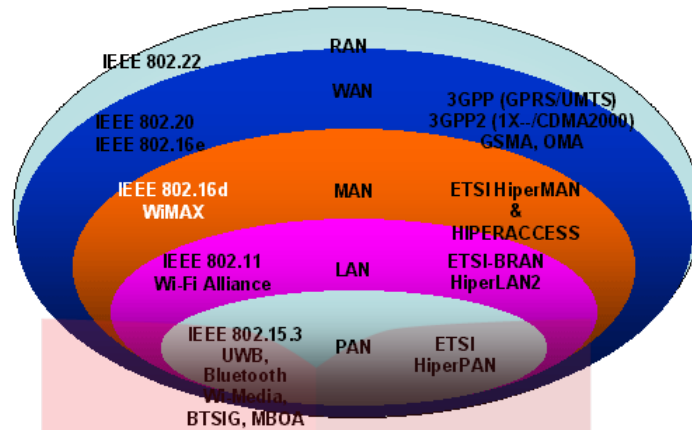 RAN
IEEE 802.22
WAN
3GPP (GPRS/UMTS)
3GPP2 (1X--/CDMA2000)
GSMA, OMA
IEEE 802.20
IEEE 802.16e
IEEE 802.16d
WiMAX
MAN
ETSI HiperMAN
&
HIPERACCESS
IEEE 802.11
Wi-Fi Alliance
LAN
ETSI-BRAN
HiperLAN2
IEEE 802.15.3
UWB,
Bluetooth
Wi-Media,
BTSIG, MBOA
PAN
ETSI
HiperPAN